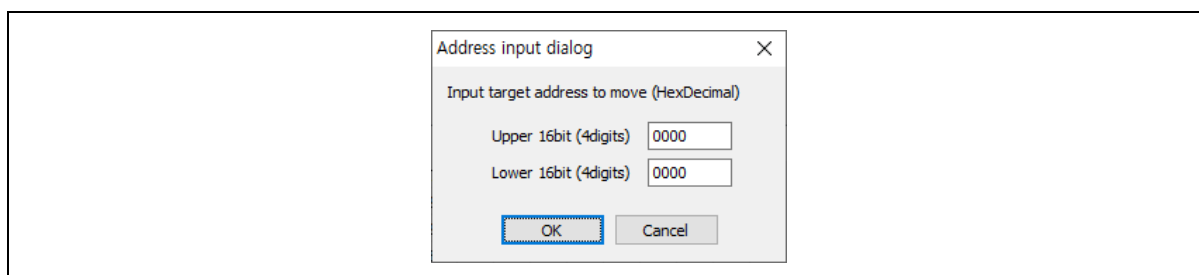 Address input dialog
Input target address to move (HexDecimal)
Upper 16bit (4digits) 0000
Lower 16bit (4digits) 0000
OK Cancel